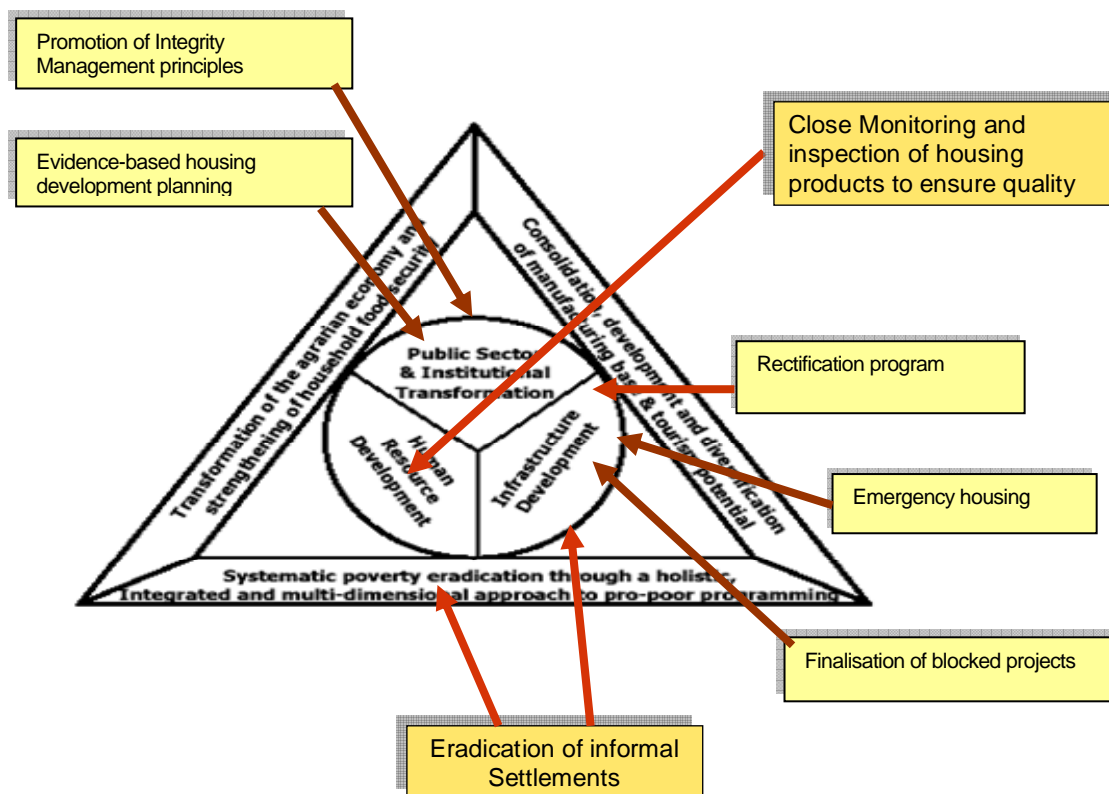 Promotion of Integrity
Management principles
Evidence-based housing
development planning
Close Monitoring and
inspection of housing
products to ensure quality
Transformation of the agrarian economy and
strengthening of household food security
Consolidation, development and diversification
of manufacturing base & tourism potential
Public Sector
& Institutional
Transformation
Human
Resource
Development
Infrastructure
Development
Rectification program
Emergency housing
Systematic poverty eradication through a holistic,
Integrated and multi-dimensional approach to pro-poor programming
Finalisation of blocked projects
Eradication of informal
Settlements